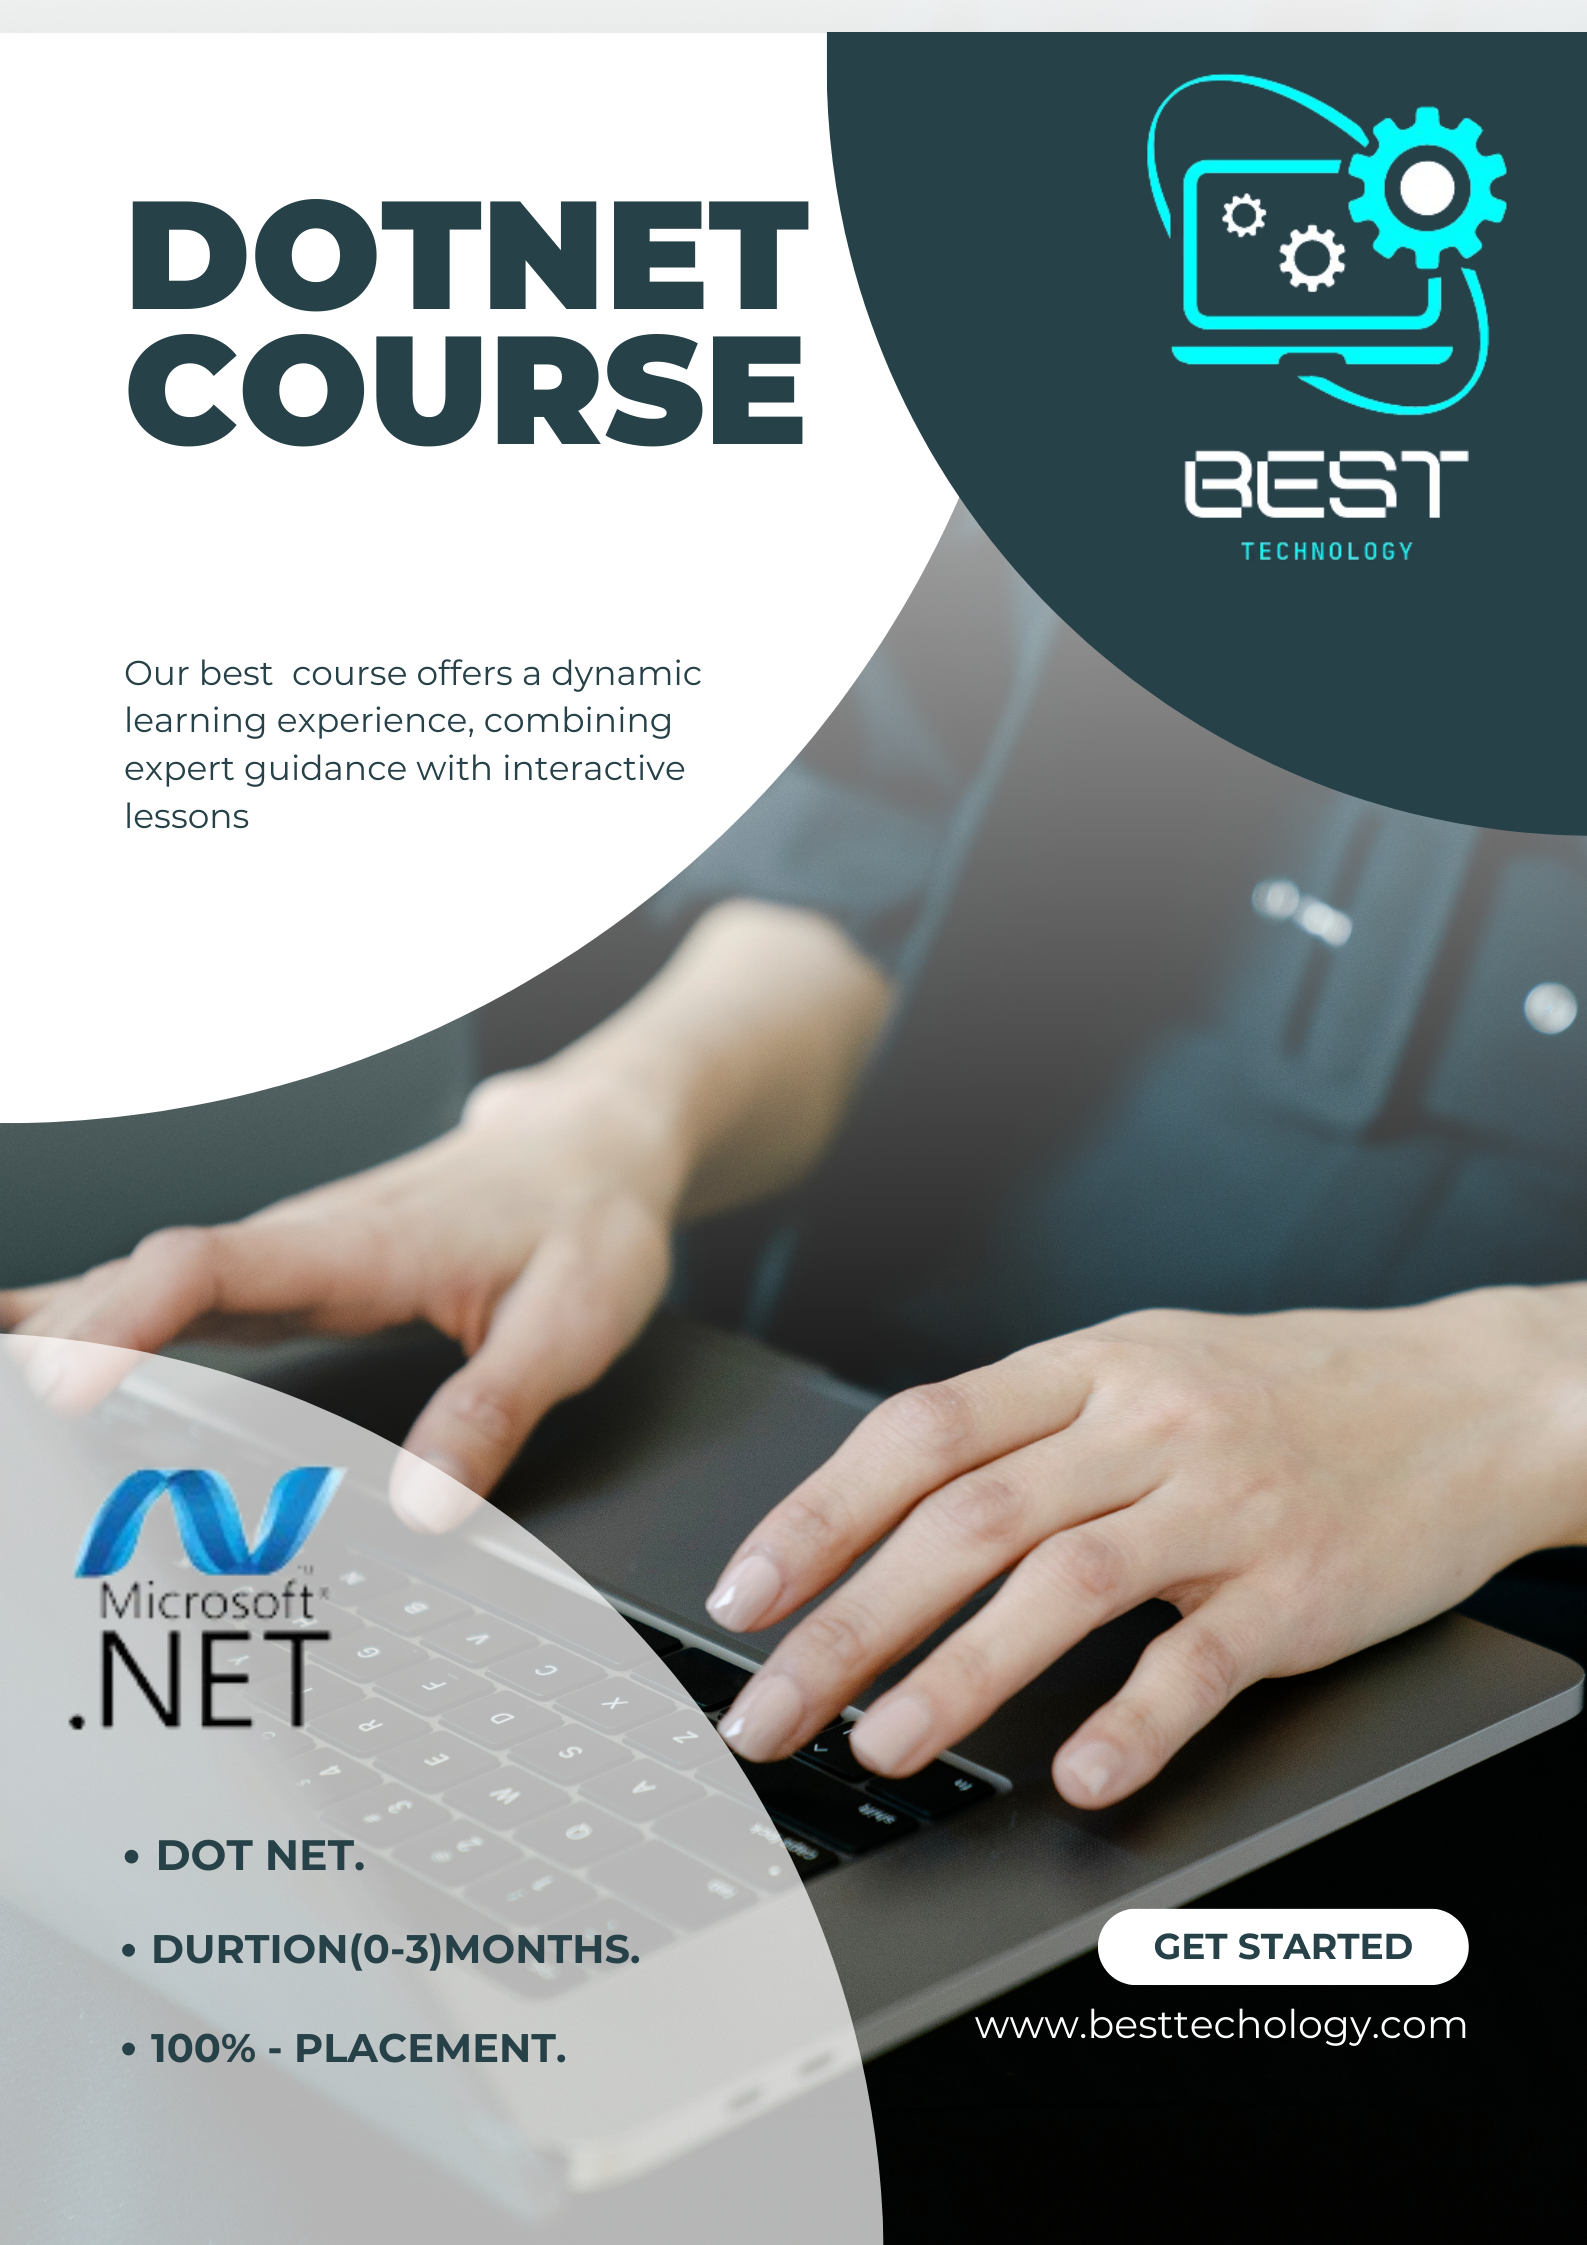 DOTNET
COURSE
BEST
TECHNOLOGY
Our best  course offers a dynamic
learning experience, combining
expert guidance with interactive
lessons
Microsoft®
.NET
• DOT NET.
• DURTION(0-3)MONTHS.
• 100% - PLACEMENT.
GET STARTED
www.besttechology.com